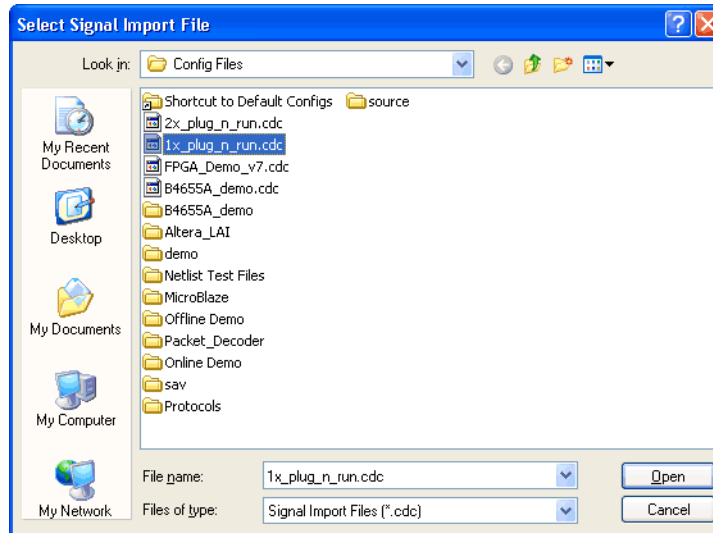 Select Signal Import File
Look in: Config Files
My Recent Documents
Desktop
My Documents
My Computer
My Network
Shortcut to Default Configs source
2x_plug_n_run.cdc
1x_plug_n_run.cdc
FPGA_Demo_v7.cdc
B4655A_demo.cdc
B4655A_demo
Altera_LAI
demo
Netlist Test Files
MicroBlaze
Offline Demo
Packet_Decoder
Online Demo
sav
Protocols
File name: 1x_plug_n_run.cdc Open
Files of type: Signal Import Files (*.cdc) Cancel